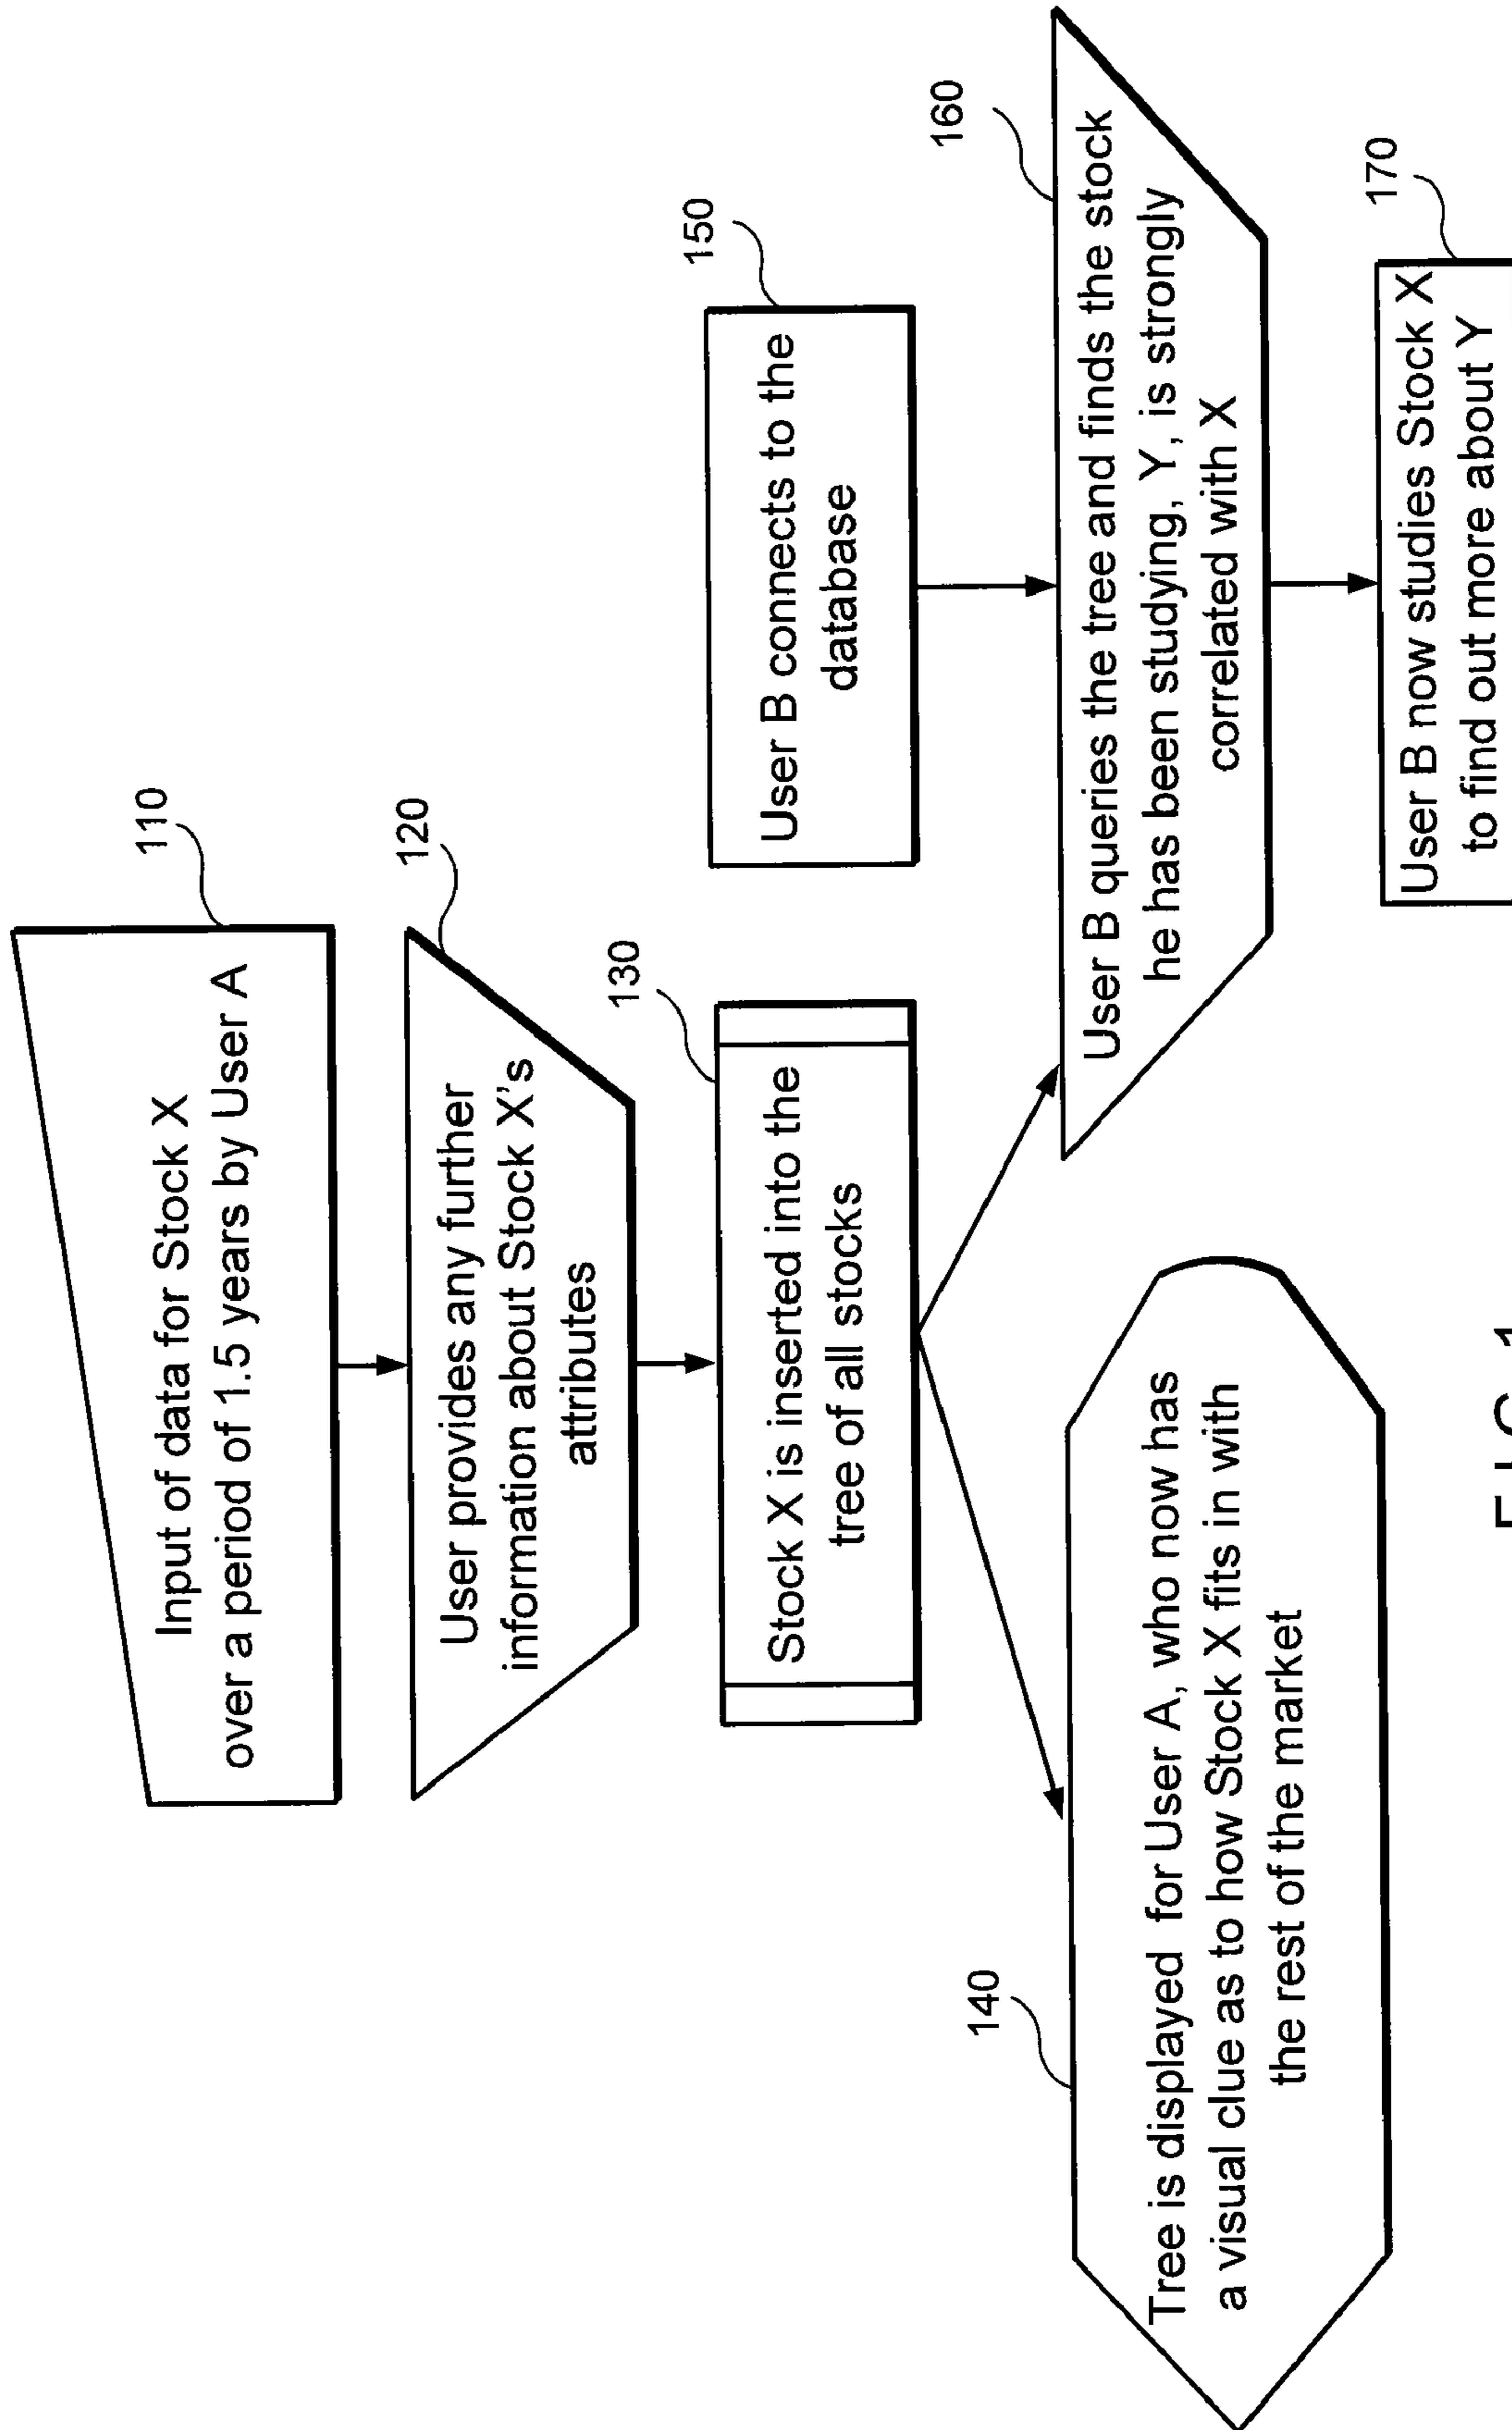 110
Input of data for Stock X
over a period of 1.5 years by User A
120
User provides any further
information about Stock X's
attributes
130
Stock X is inserted into the
tree of all stocks
140
Tree is displayed for User A, who now has
a visual clue as to how Stock X fits in with
the rest of the market
150
User B connects to the
database
160
User B queries the tree and finds the stock
he has been studying, Y, is strongly
correlated with X
170
User B now studies Stock X
to find out more about Y